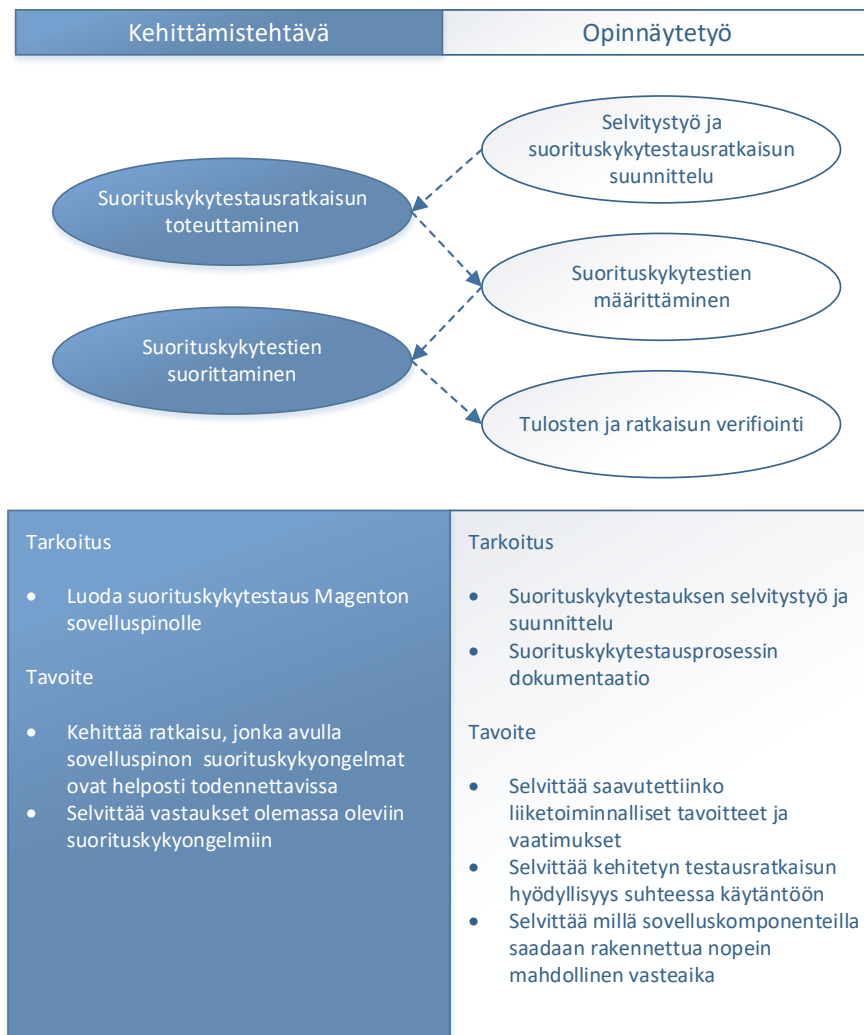 Kehittämistehtävä
Opinnäytetyö
Selvitystyö ja
suorituskykytestausratkaisun
suunnittelu
Suorituskykytestausratkaisun
toteuttaminen
Suorituskykytestien
määrittäminen
Suorituskykytestien
suorittaminen
Tulosten ja ratkaisun verifiointi
Tarkoitus
• Luoda suorituskykytestaus Magenton
sovelluspinolle
Tavoite
• Kehittää ratkaisu, jonka avulla
sovelluspinon suorituskykyongelmat
ovat helposti todennettavissa
• Selvittää vastaukset olemassa oleviin
suorituskykyongelmiin
Tarkoitus
• Suorituskykytestauksen selvitystyö ja
suunnittelu
• Suorituskykytestausprosessin
dokumentaatio
Tavoite
• Selvittää saavutettiinko
liiketoiminnalliset tavoitteet ja
vaatimukset
• Selvittää kehitetyn testausratkaisun
hyödyllisyys suhteessa käytäntöön
• Selvittää millä sovelluskomponenteilla
saadaan rakennettua nopein
mahdollinen vasteaika